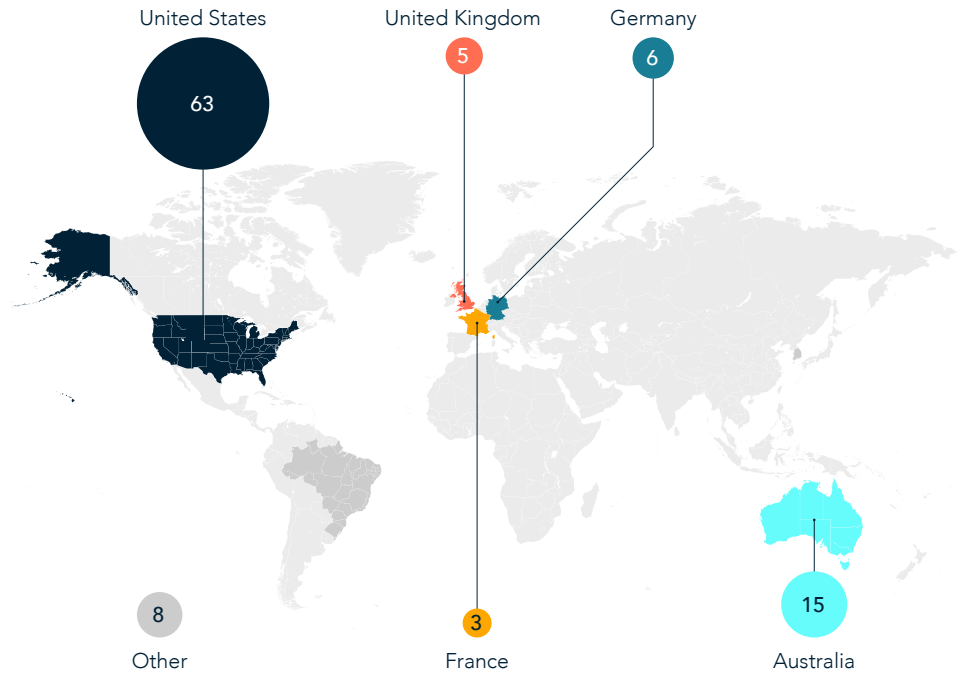 United States
63
United Kingdom
5
Germany
6
8
Other
3
France
15
Australia